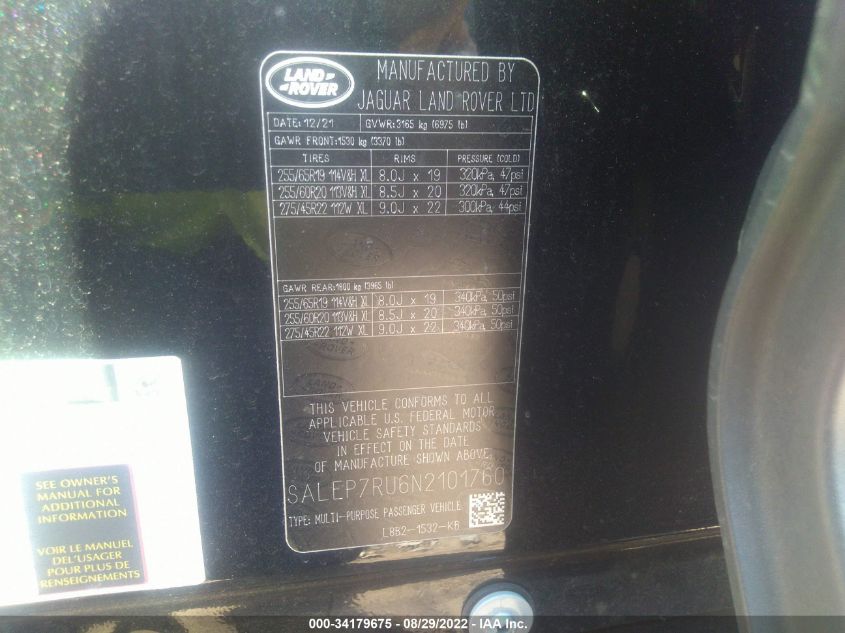 LAND-
-ROVER
MANUFACTURED BY
JAGUAR LAND ROVER LTD
DATE: 12/21 GVWR:3165 kg (6975 lb)
GAWR FRONT:1530 kg (3370 lb)
TIRES RIMS PRESSURE (COLD)
255/65R19 114V&H XL 8.0J x 19 320kPa, 47psi
255/60R20 113V&H XL 8.5J x 20 320kPa, 47psi
275/45R22 112W XL 9.0J x 22 300kPa, 44psi
GAWR REAR:1800 kg (3965 lb)
255/65R19 114V&H XL 8.0J x 19 340kPa, 50psi
255/60R20 113V&H XL 8.5J x 20 340kPa, 50psi
275/45R22 112W XL 9.0J x 22 340kPa, 50psi
THIS VEHICLE CONFORMS TO ALL
APPLICABLE U.S. FEDERAL MOTOR
VEHICLE SAFETY STANDARDS
IN EFFECT ON THE DATE
OF MANUFACTURE SHOWN ABOVE.
SALEP7RU6N2101760
TYPE: MULTI-PURPOSE PASSENGER VEHICLE
L8B2-1532-KB
SEE OWNER'S
MANUAL FOR
ADDITIONAL
INFORMATION
VOIR LE MANUEL
DEL'USAGER
POUR PLUS DE
RENSEIGNEMENTS
000-34179675 - 08/29/2022 - IAA Inc.